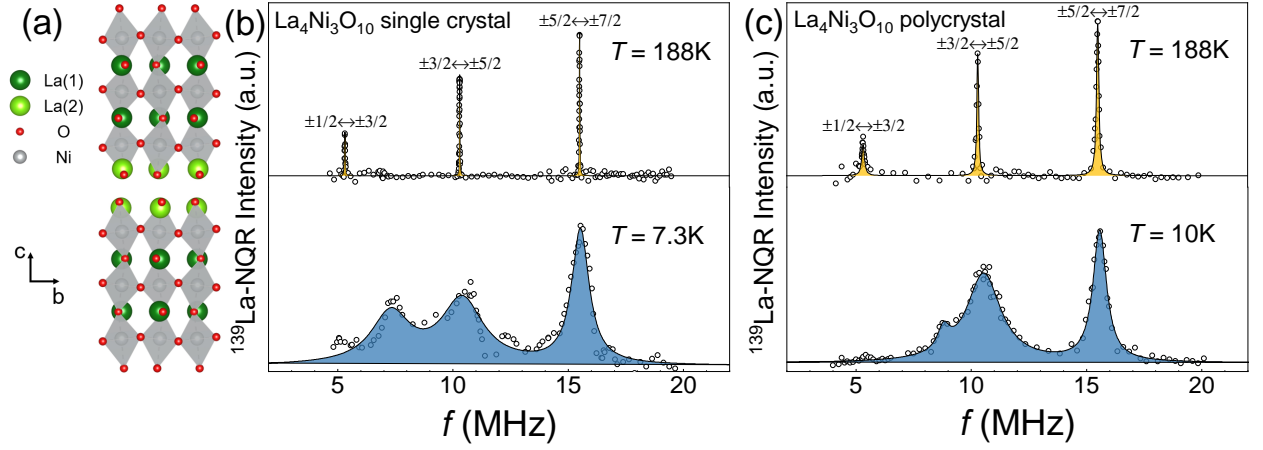 (a)
La(1)
La(2)
O
Ni
c
b
(b)
La₄Ni₃O₁₀ single crystal
±5/2↔±7/2
T = 188K
±3/2↔±5/2
±1/2↔±3/2
T = 7.3K
¹³⁹La-NQR Intensity (a.u.)
5 10 15 20
f (MHz)
(c)
La₄Ni₃O₁₀ polycrystal
±5/2↔±7/2
T = 188K
±3/2↔±5/2
±1/2↔±3/2
T = 10K
¹³⁹La-NQR Intensity (a.u.)
5 10 15 20
f (MHz)